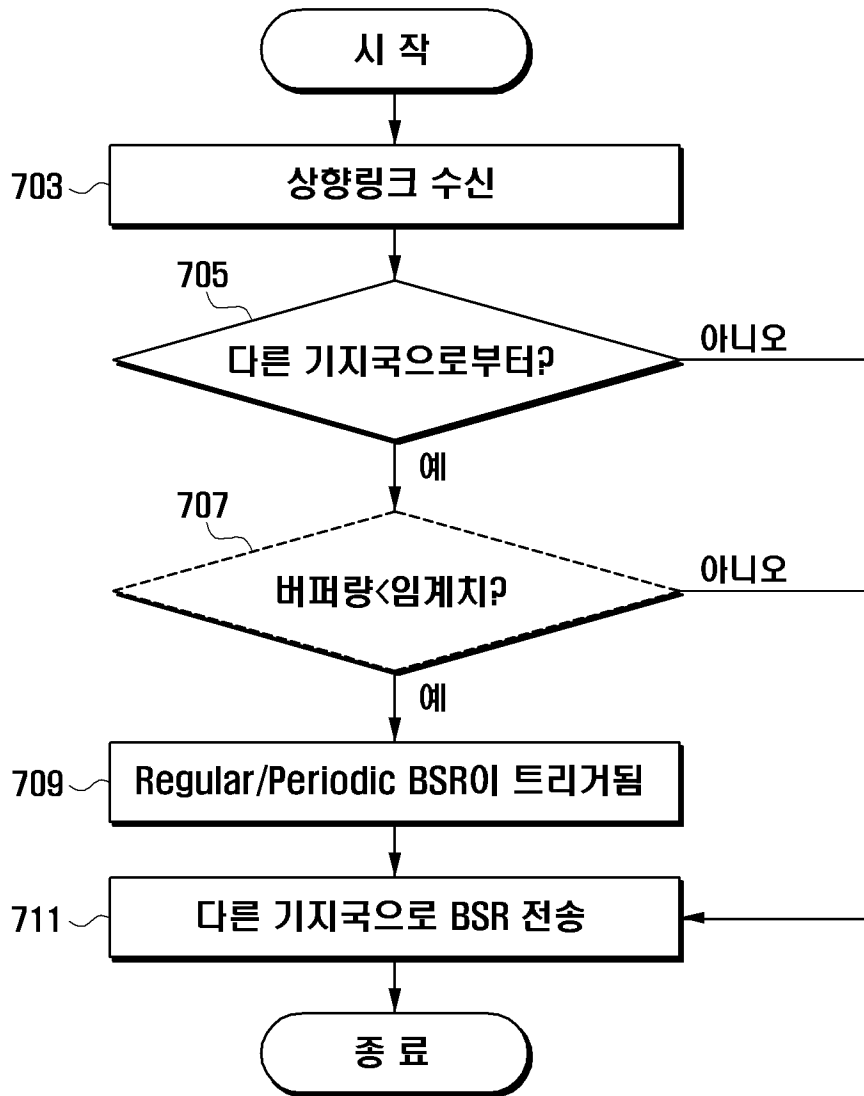 시 작
703
상향링크 수신
705
다른 기지국으로부터?
아니오
예
707
버퍼량<임계치?
아니오
예
709
Regular/Periodic BSR이 트리거됨
711
다른 기지국으로 BSR 전송
종 료